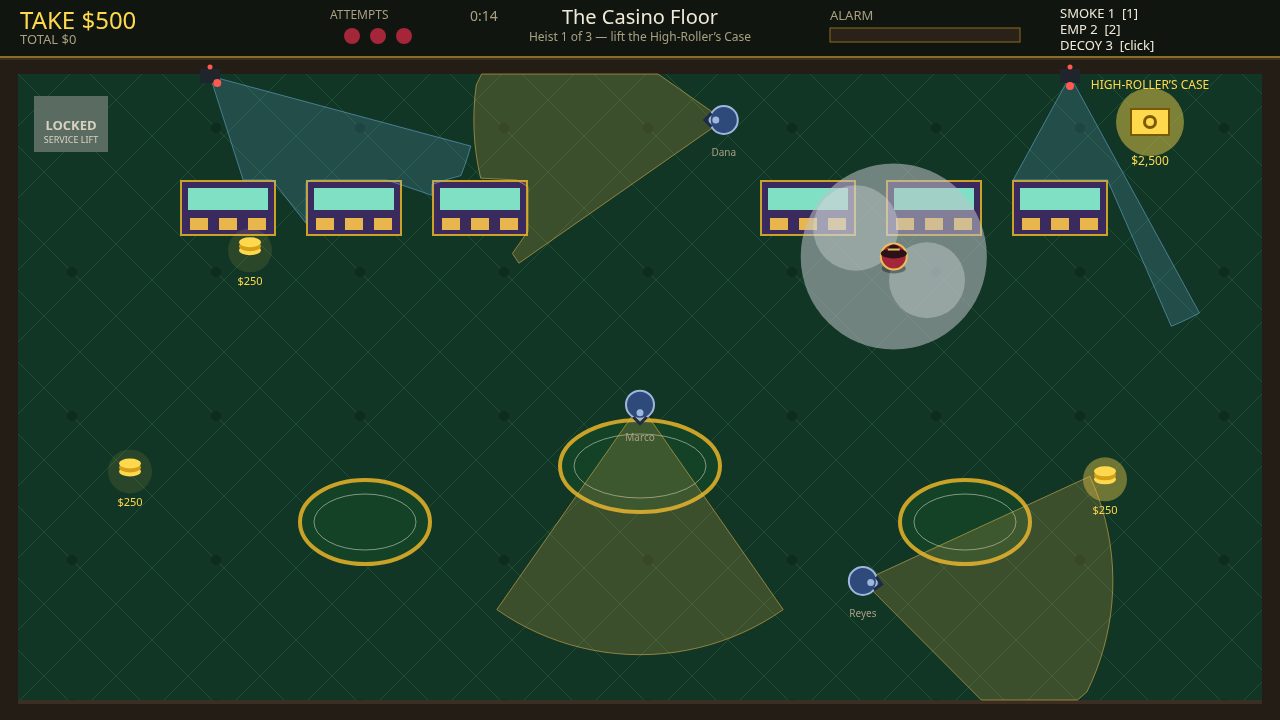 TAKE $500
TOTAL $0
ATTEMPTS
0:14
The Casino Floor
Heist 1 of 3 — lift the High-Roller's Case
ALARM
SMOKE 1 [1]
EMP 2 [2]
DECOY 3 [click]
HIGH-ROLLER'S CASE
$2,500
LOCKED
SERVICE LIFT
Dana
$250
Marco
$250
$250
Reyes